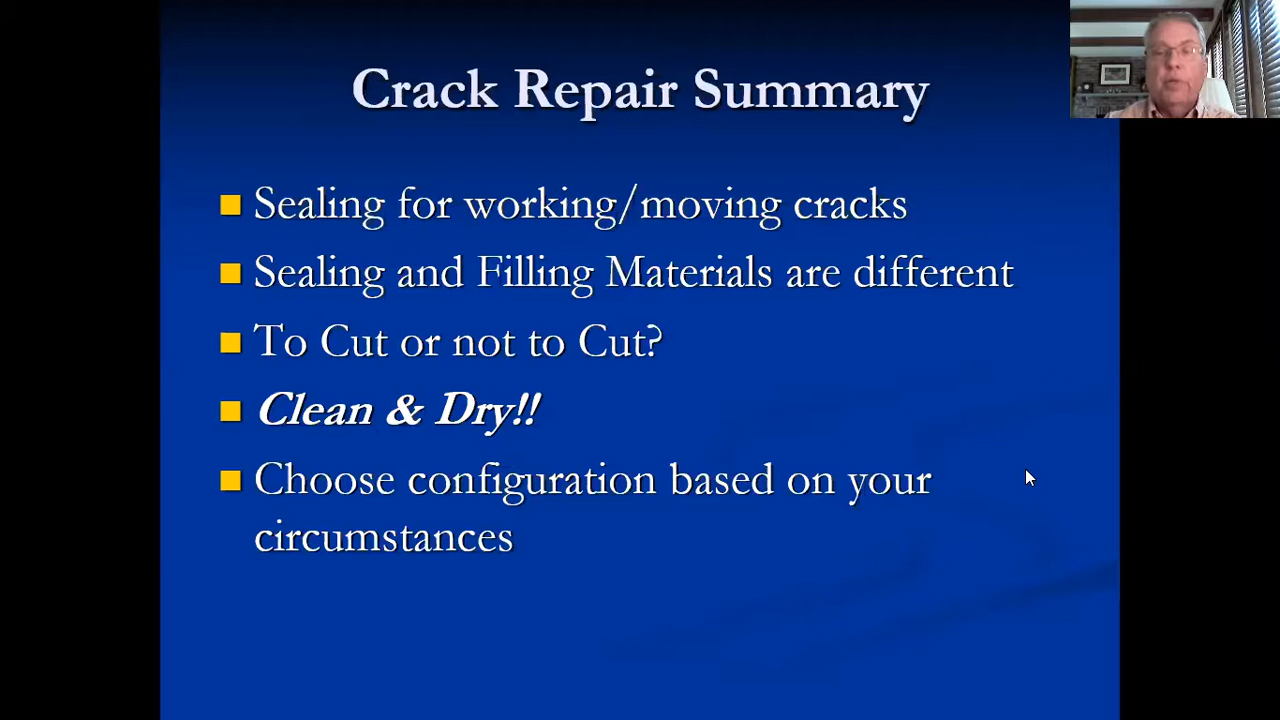 Crack Repair Summary
Sealing for working/moving cracks
Sealing and Filling Materials are different
To Cut or not to Cut?
Clean & Dry!!
Choose configuration based on your
circumstances